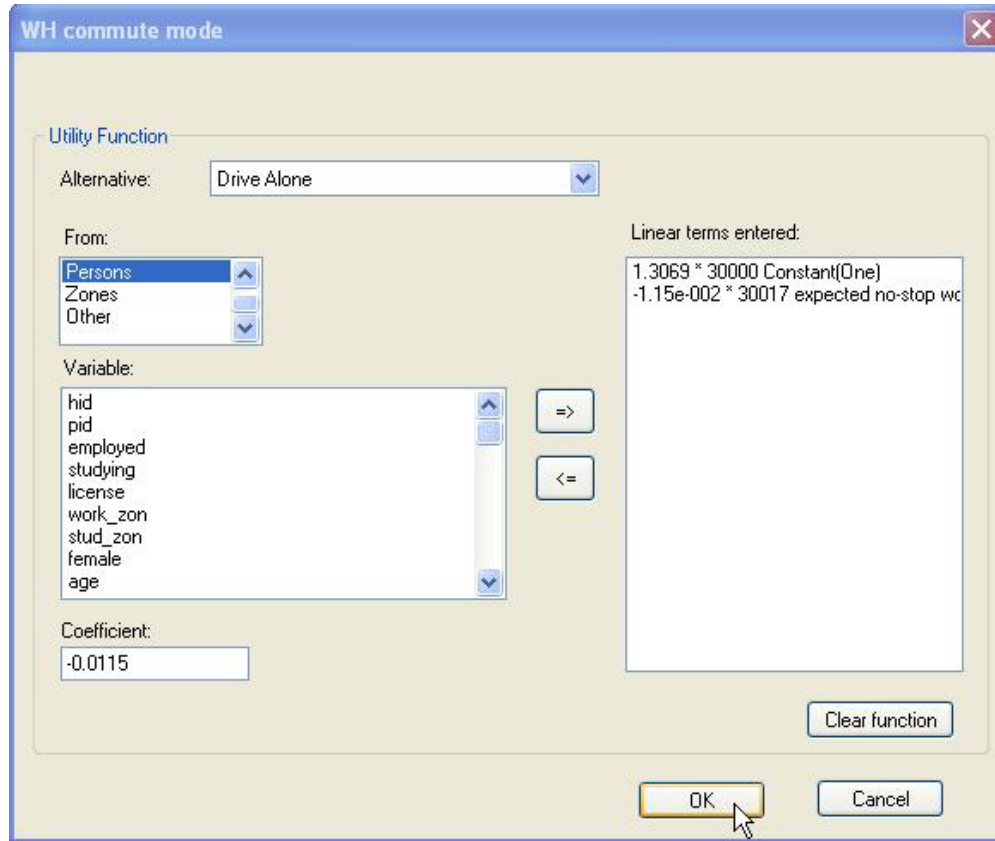 WH commute mode
Utility Function
Alternative:
Drive Alone
From:
Persons
Zones
Other
Variable:
hid
pid
employed
studying
license
work_zon
stud_zon
female
age
=>
<=
Coefficient:
-0.0115
Linear terms entered:
1.3069 * 30000 Constant(One)
-1.15e-002 * 30017 expected no-stop wo
Clear function
OK
Cancel